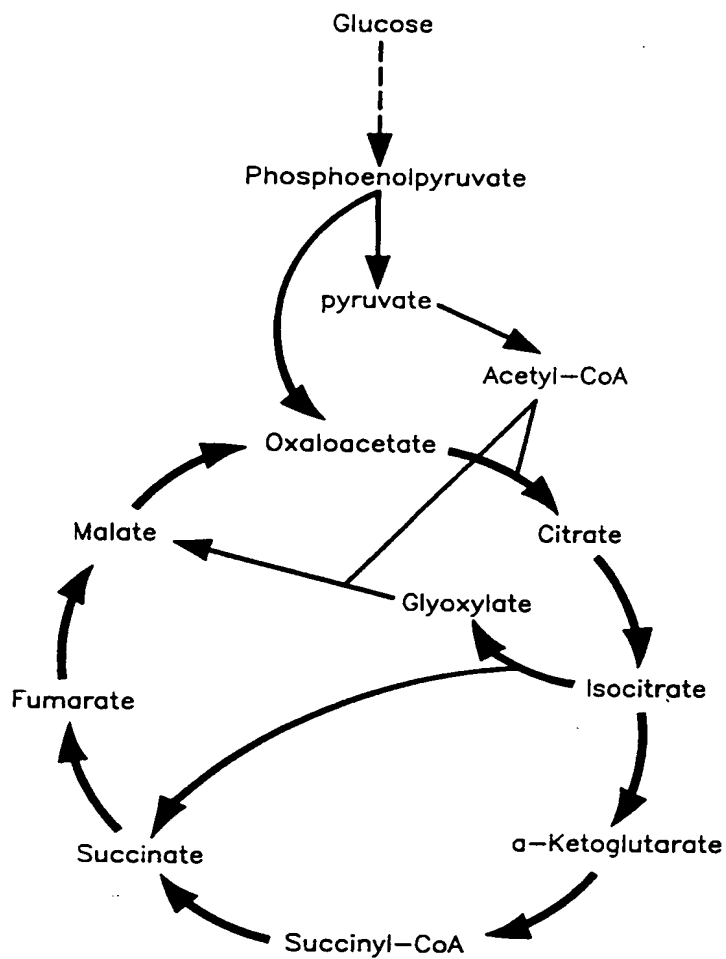 Glucose
Phosphoenolpyruvate
pyruvate
Acetyl-CoA
Oxaloacetate
Malate
Citrate
Glyoxylate
Isocitrate
Fumarate
Succinate
a-Ketoglutarate
Succinyl-CoA